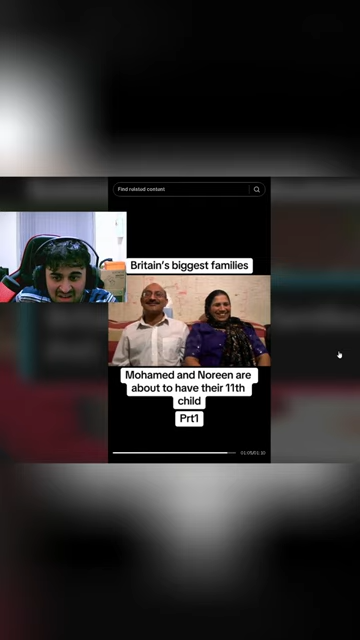 Find related content
Britain's biggest families
Mohamed and Noreen are
about to have their 11th
child
Prt1
01:05/01:10